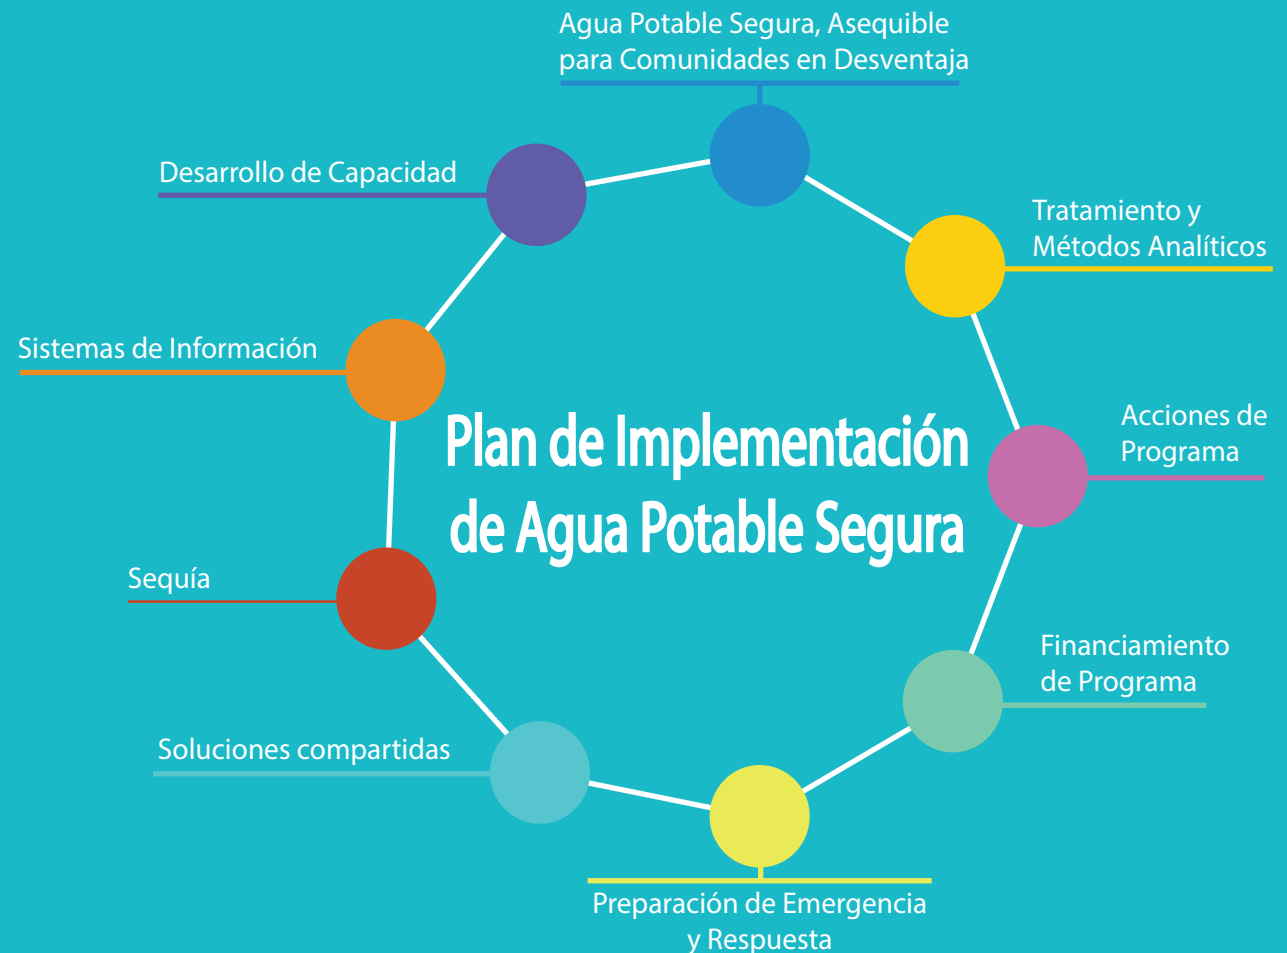 Agua Potable Segura, Asequible
para Comunidades en Desventaja
Desarrollo de Capacidad
Tratamiento y
Métodos Analíticos
Sistemas de Información
Plan de Implementación
de Agua Potable Segura
Acciones de
Programa
Sequía
Financiamiento
de Programa
Soluciones compartidas
Preparación de Emergencia
y Respuesta